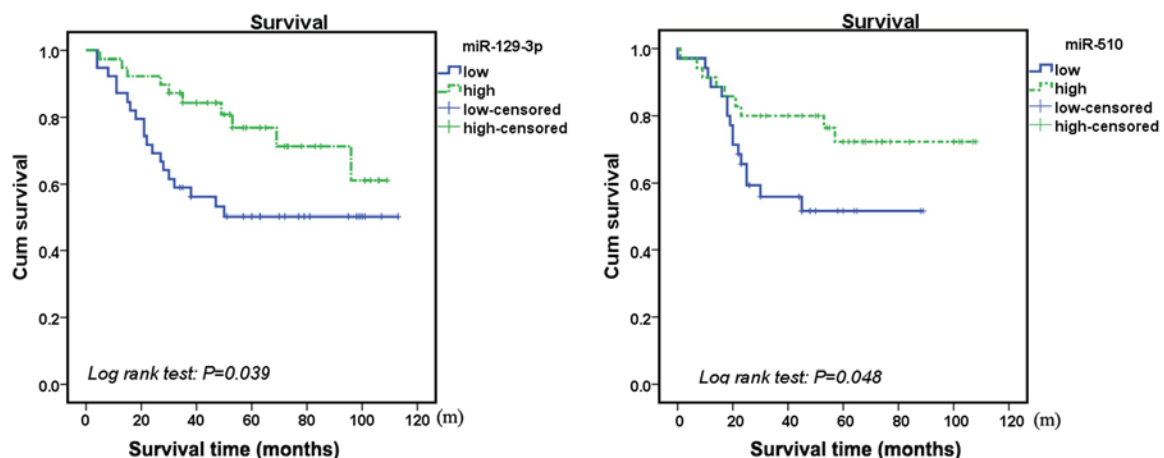 Survival
miR-129-3p
low
high
low-censored
high-censored
Cum survival
1.0
0.8
0.6
0.4
0.2
0.0
Log rank test: P=0.039
0 20 40 60 80 100 120 (m)
Survival time (months)
Survival
miR-510
low
high
low-censored
high-censored
Cum survival
1.0
0.8
0.6
0.4
0.2
0.0
Log rank test: P=0.048
0 20 40 60 80 100 120 (m)
Survival time (months)